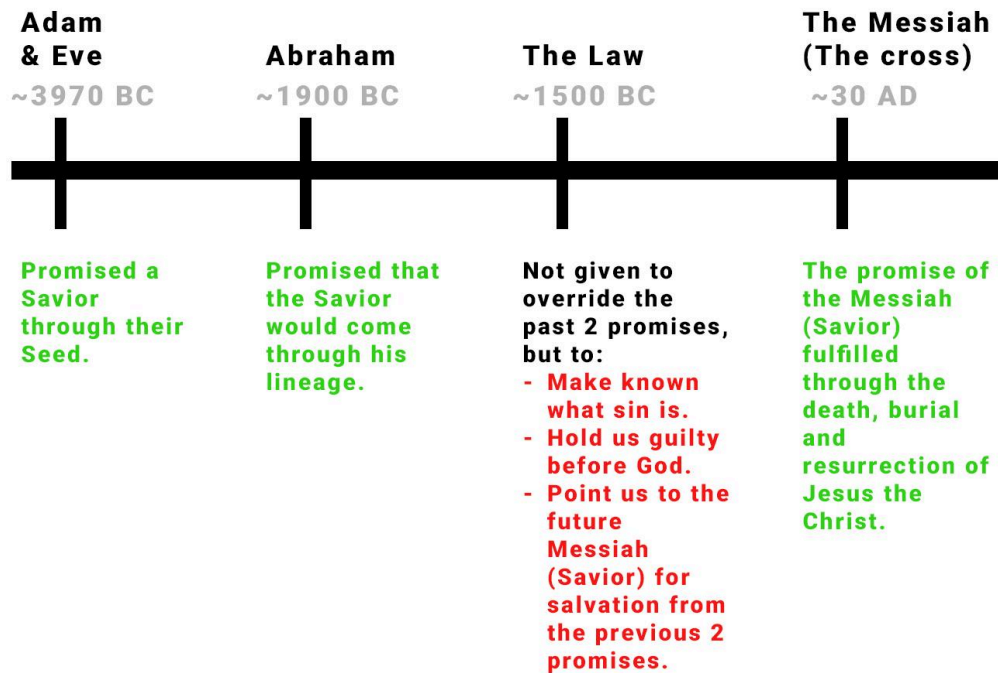 Adam
& Eve
~3970 BC
Abraham
~1900 BC
The Law
~1500 BC
The Messiah
(The cross)
~30 AD
Promised a
Savior
through their
Seed.
Promised that
the Savior
would come
through his
lineage.
Not given to
override the
past 2 promises,
but to:
- Make known
what sin is.
- Hold us guilty
before God.
- Point us to the
future
Messiah
(Savior) for
salvation from
the previous 2
promises.
The promise of
the Messiah
(Savior)
fulfilled
through the
death, burial
and
resurrection of
Jesus the
Christ.